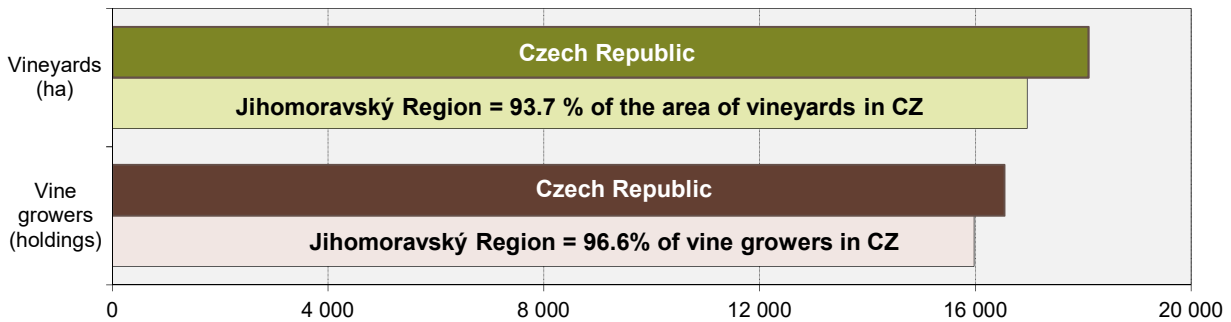 Vineyards
(ha)
Czech Republic
Jihomoravský Region = 93.7 % of the area of vineyards in CZ
Vine
growers
(holdings)
Czech Republic
Jihomoravský Region = 96.6% of vine growers in CZ
0 4 000 8 000 12 000 16 000 20 000